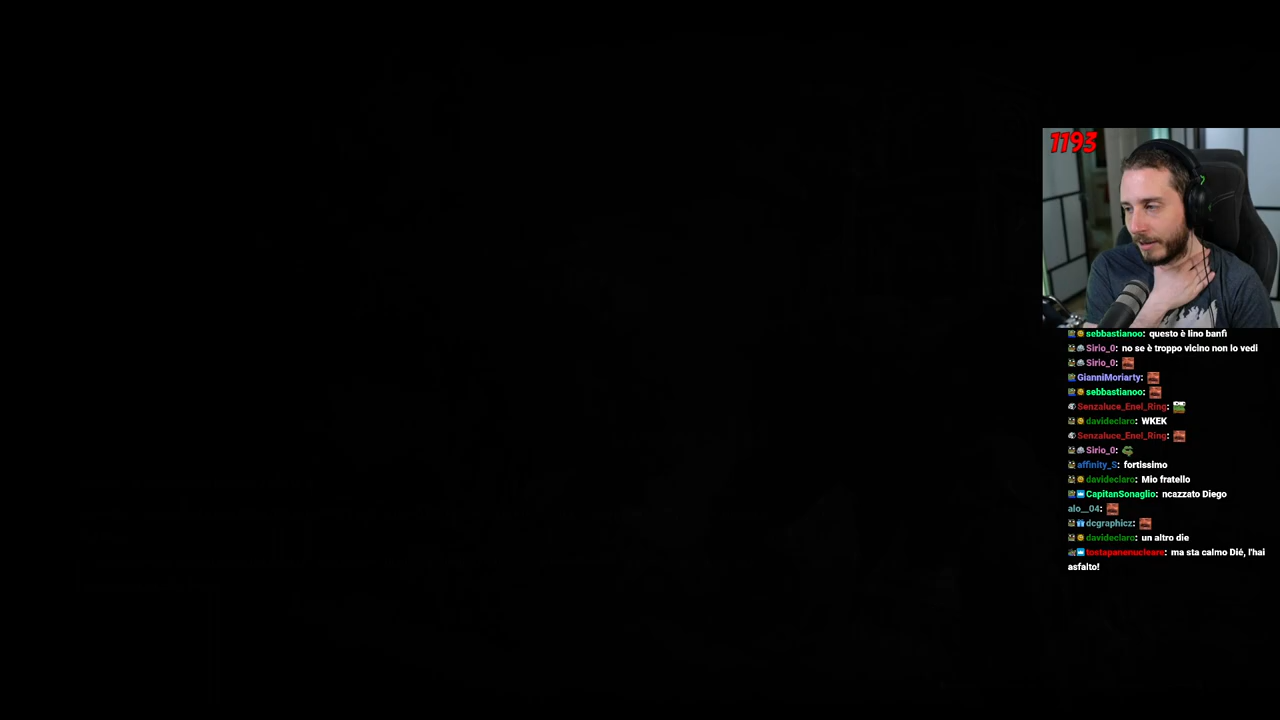 1193
sebbastianoo: questo è lino banfi
Sirio_0: no se è troppo vicino non lo vedi
Sirio_0:
GianniMoriarty:
sebbastianoo:
Senzaluce_Enel_Ring:
davideclaro: WKEK
Senzaluce_Enel_Ring:
Sirio_0:
affinity_S: fortissimo
davideclaro: Mio fratello
CapitanSonaglio: ncazzato Diego
alo__04:
dcgraphicz:
davideclaro: un altro die
tostapanenucleare: ma sta calmo Dié, l'hai
asfalto!